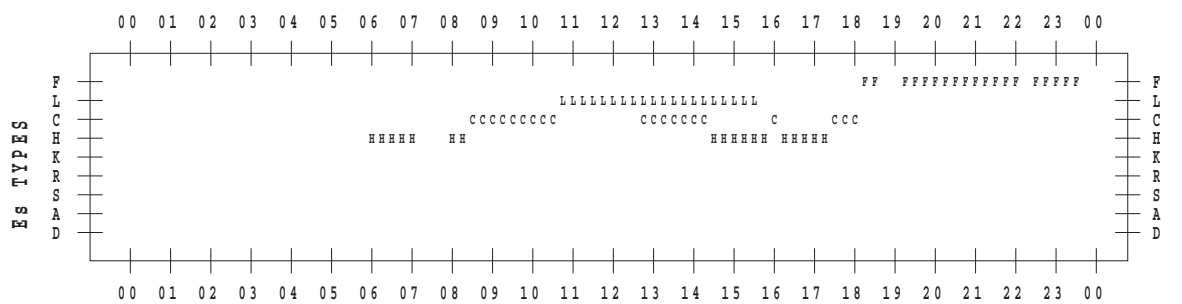 00 01 02 03 04 05 06 07 08 09 10 11 12 13 14 15 16 17 18 19 20 21 22 23 00
F FF FFFFFFFFFFFF FFFFF F
L LLLLLLLLLLLLLLLLLLLL L
C CCCCCCCCC CCCCCCC C CCC C
H HHHHH HH HHHHHH HHHHH H
K K
R R
S S
A A
D D
Es TYPES
00 01 02 03 04 05 06 07 08 09 10 11 12 13 14 15 16 17 18 19 20 21 22 23 00